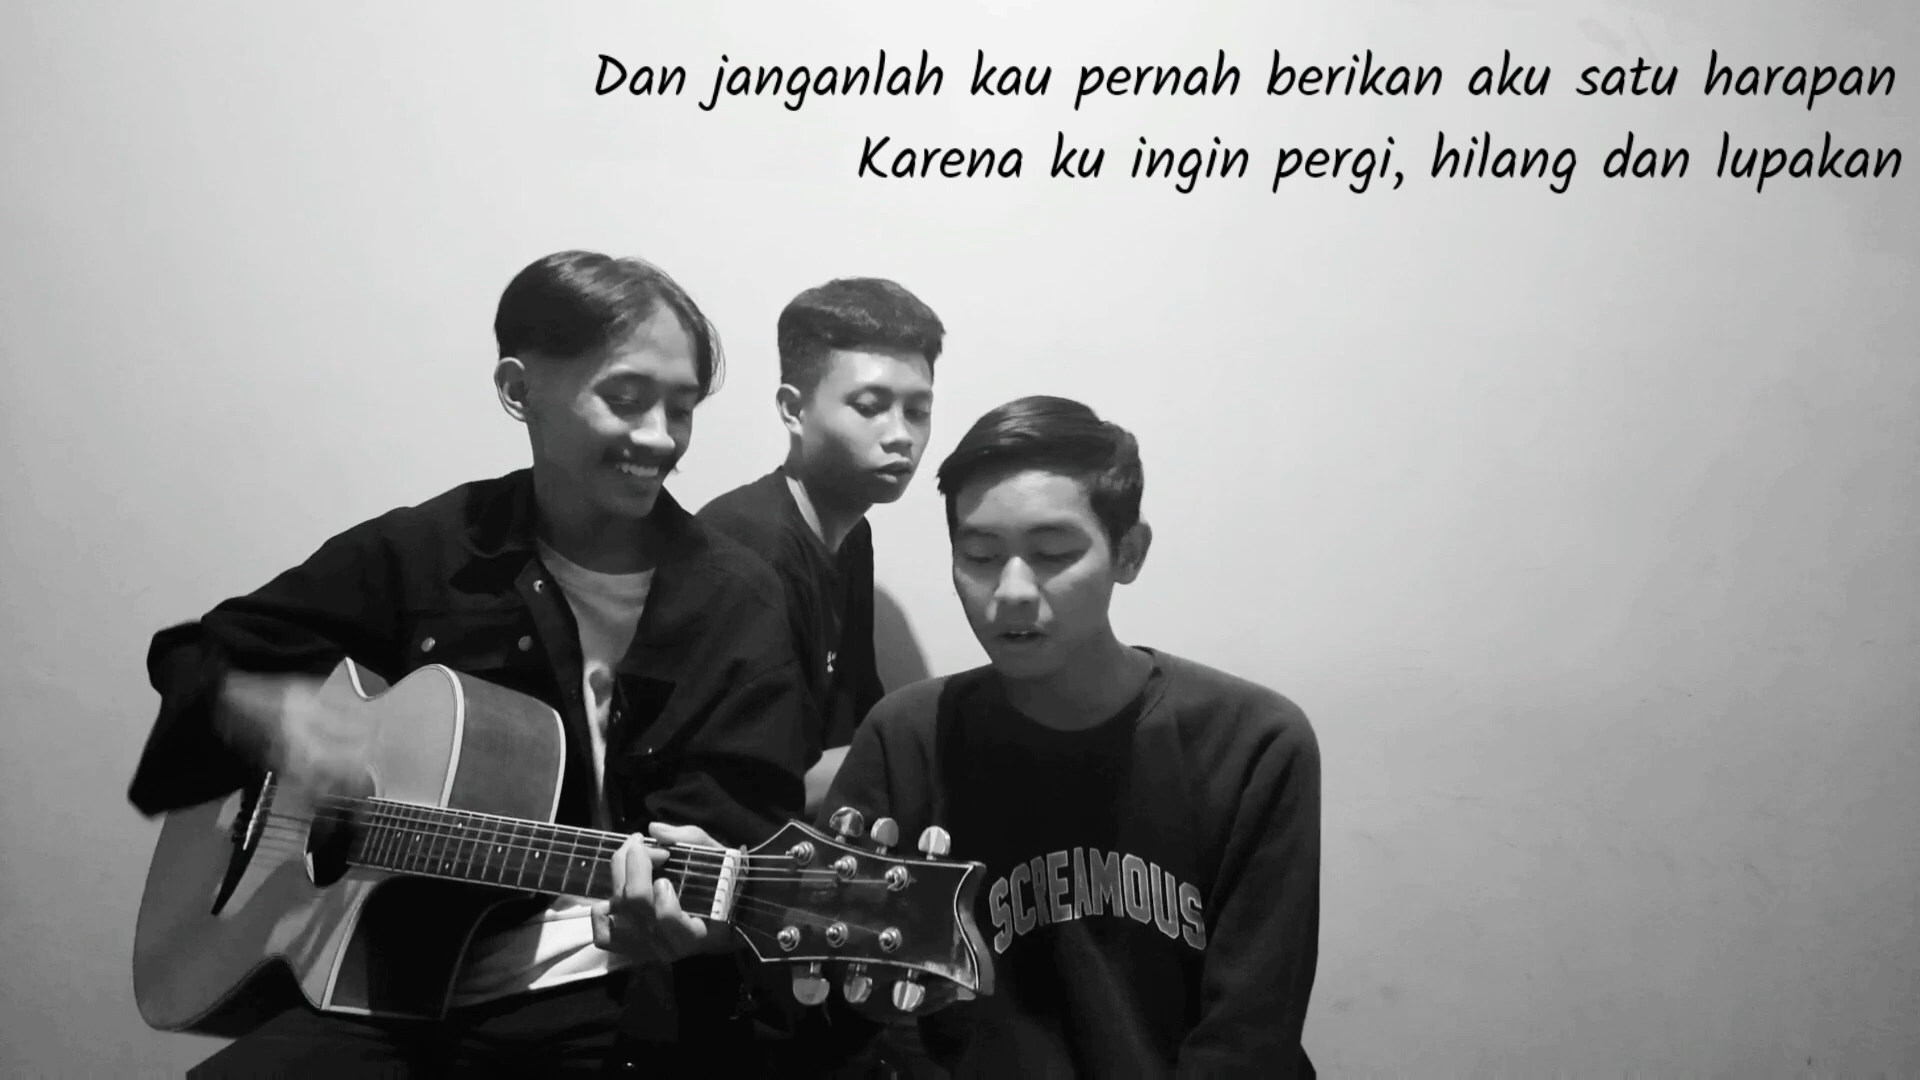 Dan janganlah kau pernah berikan aku satu harapan
Karena ku ingin pergi, hilang dan lupakan
SCREAMOUS